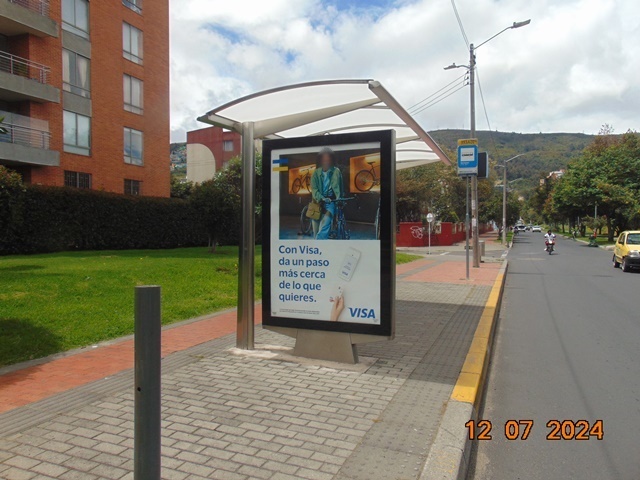 Con Visa,
da un paso
más cerca
de lo que
quieres.
VISA
12 07 2024